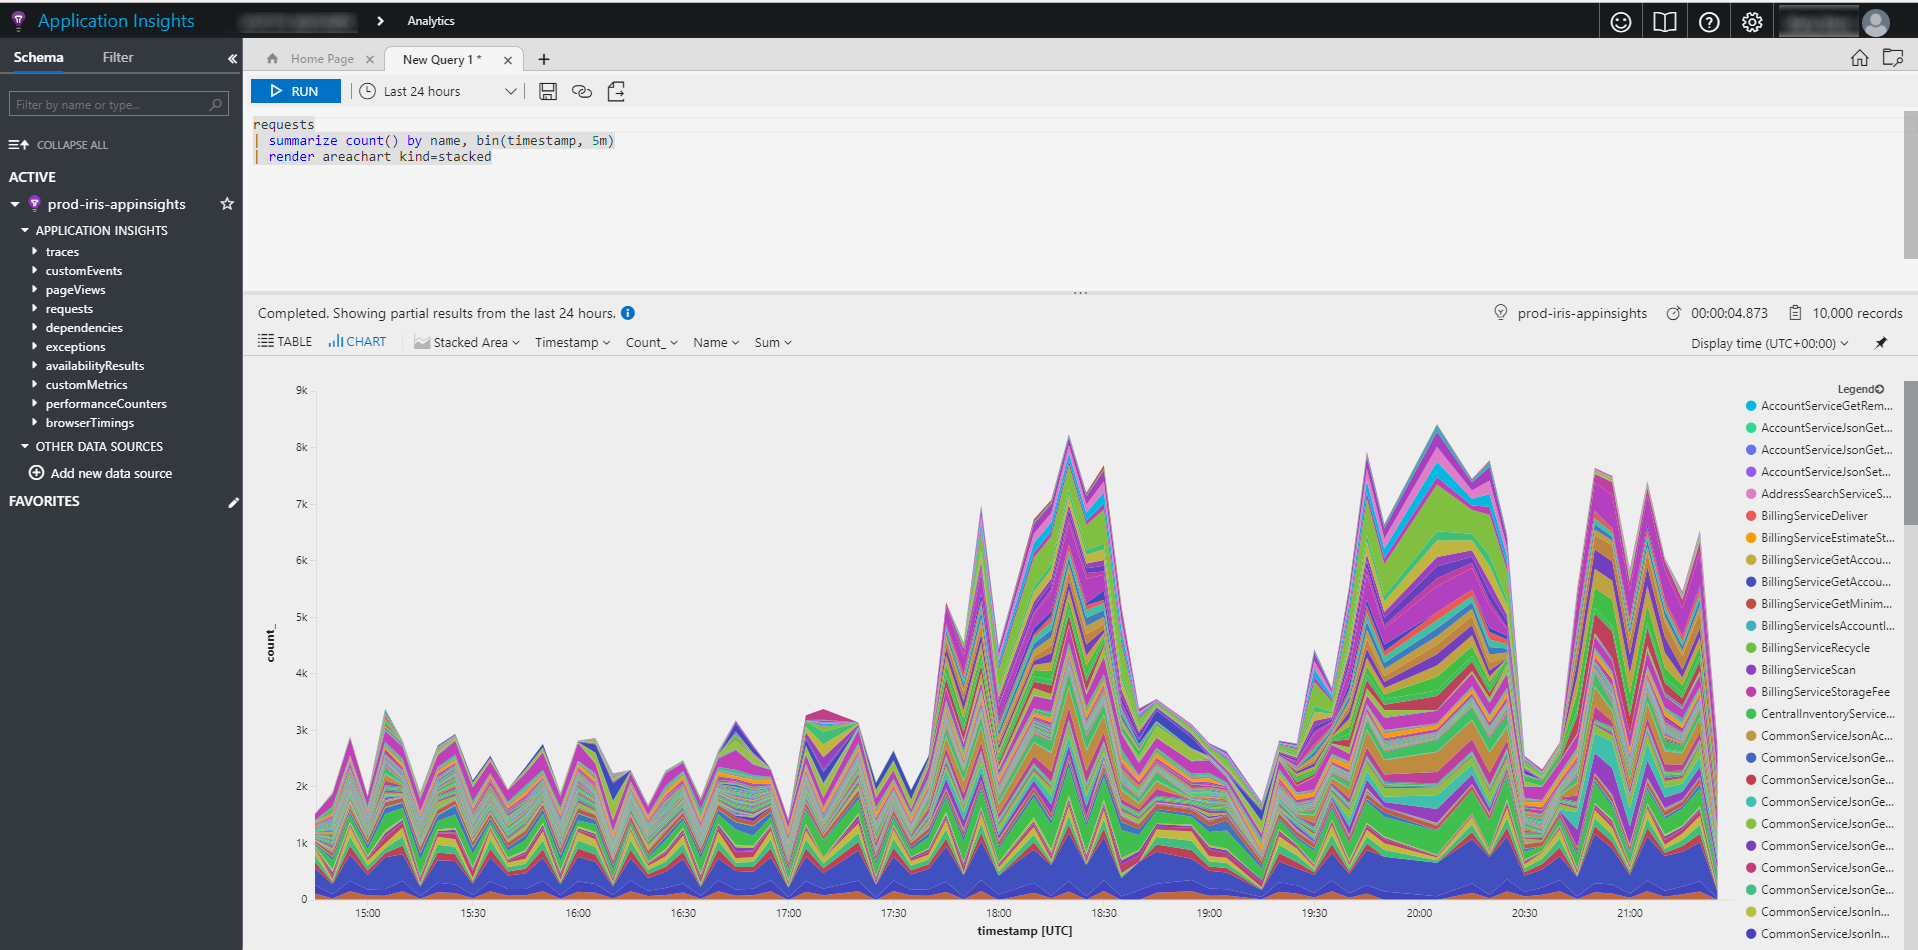 Application Insights
Analytics
Schema
Filter
Home Page
New Query 1 *
RUN
Last 24 hours
Filter by name or type...
COLLAPSE ALL
ACTIVE
prod-iris-appinsights
APPLICATION INSIGHTS
traces
customEvents
pageViews
requests
dependencies
exceptions
availabilityResults
customMetrics
performanceCounters
browserTimings
OTHER DATA SOURCES
Add new data source
FAVORITES
requests
| summarize count() by name, bin(timestamp, 5m)
| render areachart kind=stacked
Completed. Showing partial results from the last 24 hours.
prod-iris-appinsights
00:00:04.873
10,000 records
TABLE
CHART
Stacked Area
Timestamp
Count_
Name
Sum
Display time (UTC+00:00)
9k
8k
7k
6k
5k
4k
3k
2k
1k
0
count_
15:00
15:30
16:00
16:30
17:00
17:30
18:00
18:30
19:00
19:30
20:00
20:30
21:00
timestamp [UTC]
Legend
AccountServiceGetRem...
AccountServiceJsonGet...
AccountServiceJsonGet...
AccountServiceJsonSet...
AddressSearchServiceS...
BillingServiceDeliver
BillingServiceEstimateSt...
BillingServiceGetAccou...
BillingServiceGetAccou...
BillingServiceGetMinim...
BillingServiceIsAccountI...
BillingServiceRecycle
BillingServiceScan
BillingServiceStorageFee
CentralInventoryService...
CommonServiceJsonAc...
CommonServiceJsonGe...
CommonServiceJsonGe...
CommonServiceJsonGe...
CommonServiceJsonGe...
CommonServiceJsonGe...
CommonServiceJsonGe...
CommonServiceJsonGe...
CommonServiceJsonIn...
CommonServiceJsonIn...